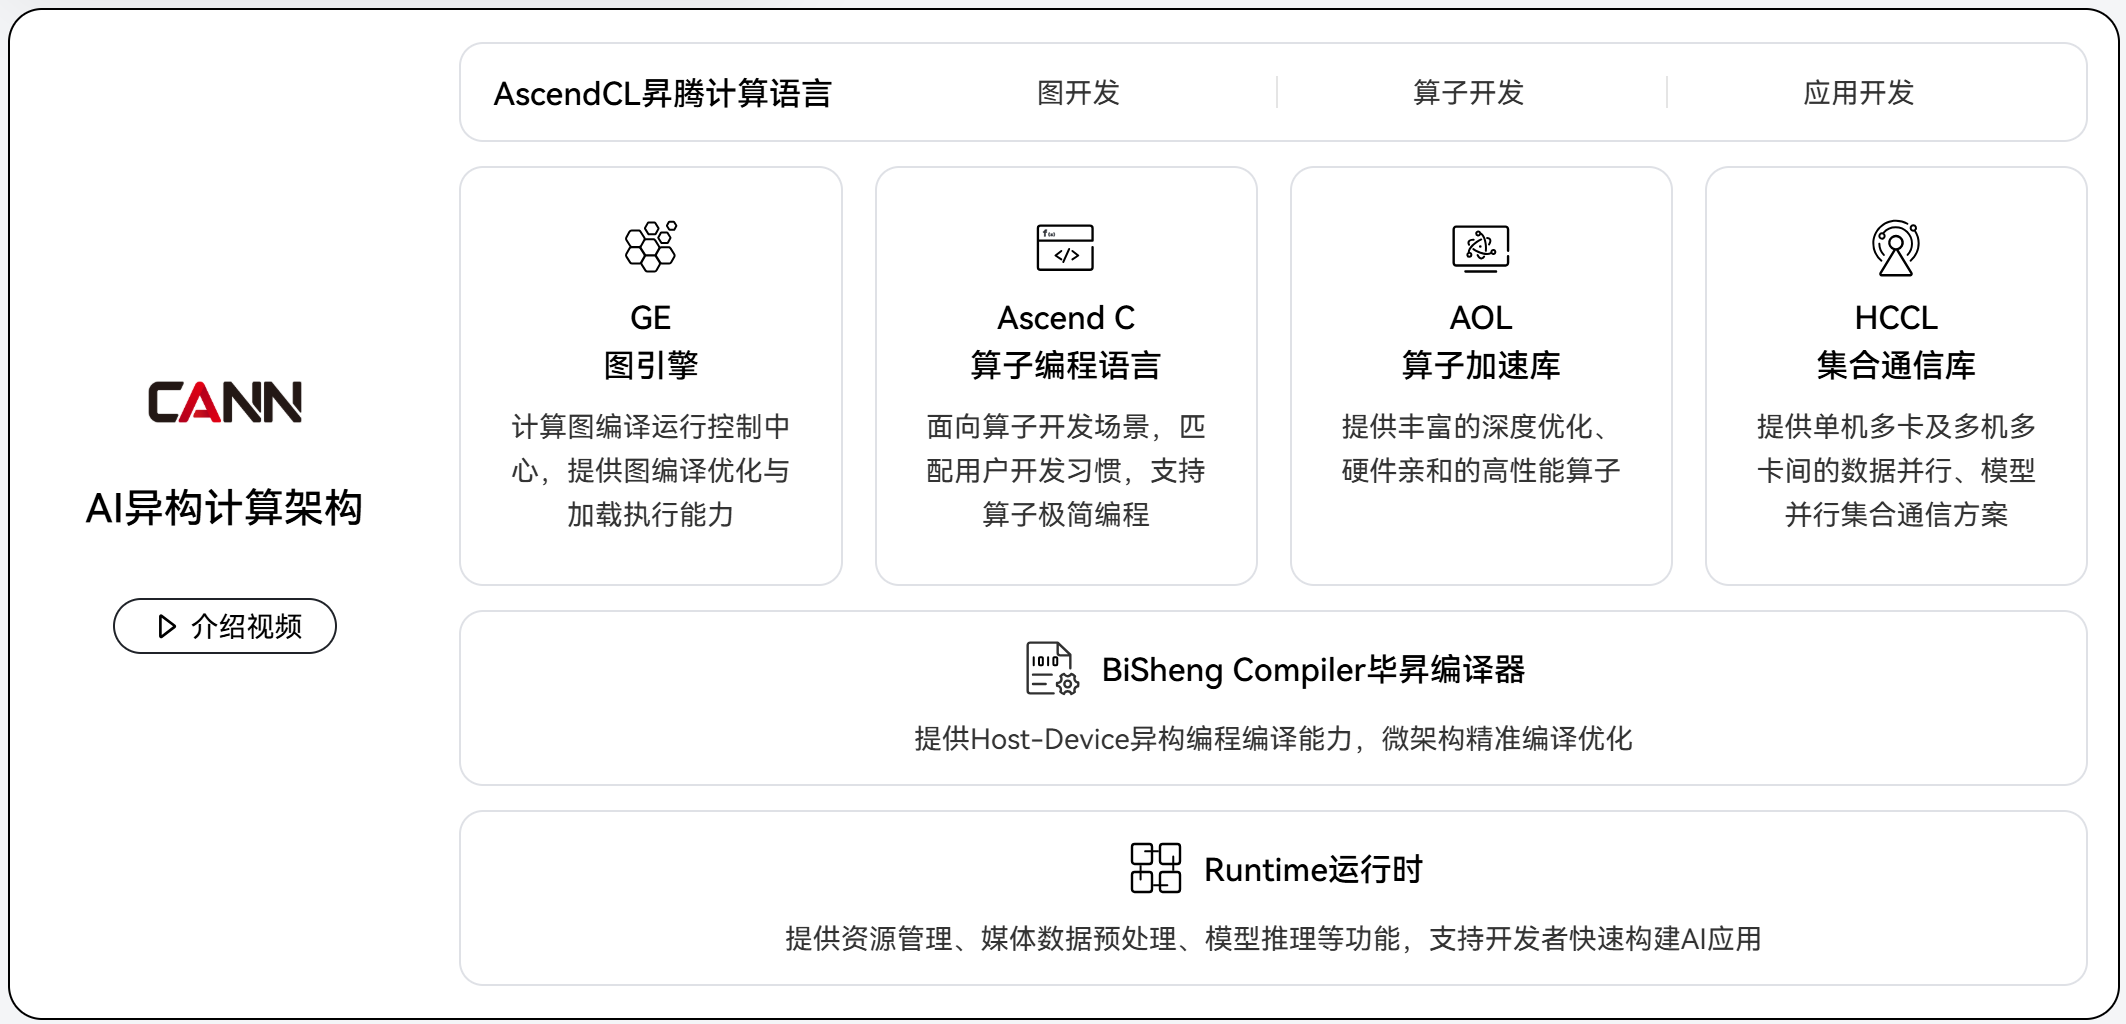 AscendCL昇腾计算语言 图开发 算子开发 应用开发
CANN
AI异构计算架构
介绍视频
GE
图引擎
计算图编译运行控制中
心，提供图编译优化与
加载执行能力
f(x)
</>
Ascend C
算子编程语言
面向算子开发场景，匹
配用户开发习惯，支持
算子极简编程
AOL
算子加速库
提供丰富的深度优化、
硬件亲和的高性能算子
HCCL
集合通信库
提供单机多卡及多机多
卡间的数据并行、模型
并行集合通信方案
1010
BiSheng Compiler毕昇编译器
提供Host-Device异构编程编译能力，微架构精准编译优化
Runtime运行时
提供资源管理、媒体数据预处理、模型推理等功能，支持开发者快速构建AI应用